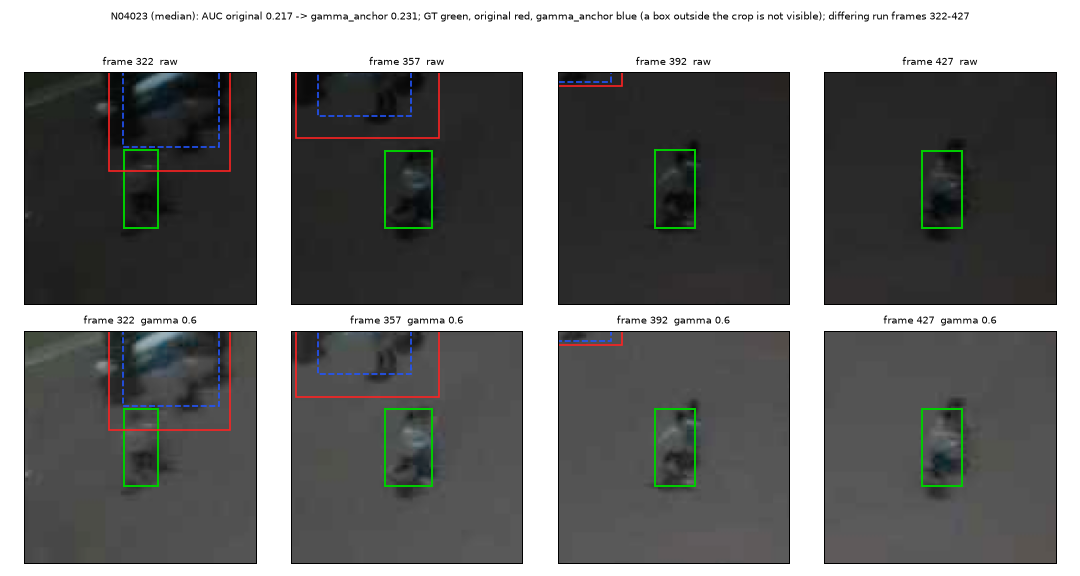 N04023 (median): AUC original 0.217 -> gamma_anchor 0.231; GT green, original red, gamma_anchor blue (a box outside the crop is not visible); differing run frames 322-427
frame 322  raw
frame 357  raw
frame 392  raw
frame 427  raw
frame 322  gamma 0.6
frame 357  gamma 0.6
frame 392  gamma 0.6
frame 427  gamma 0.6